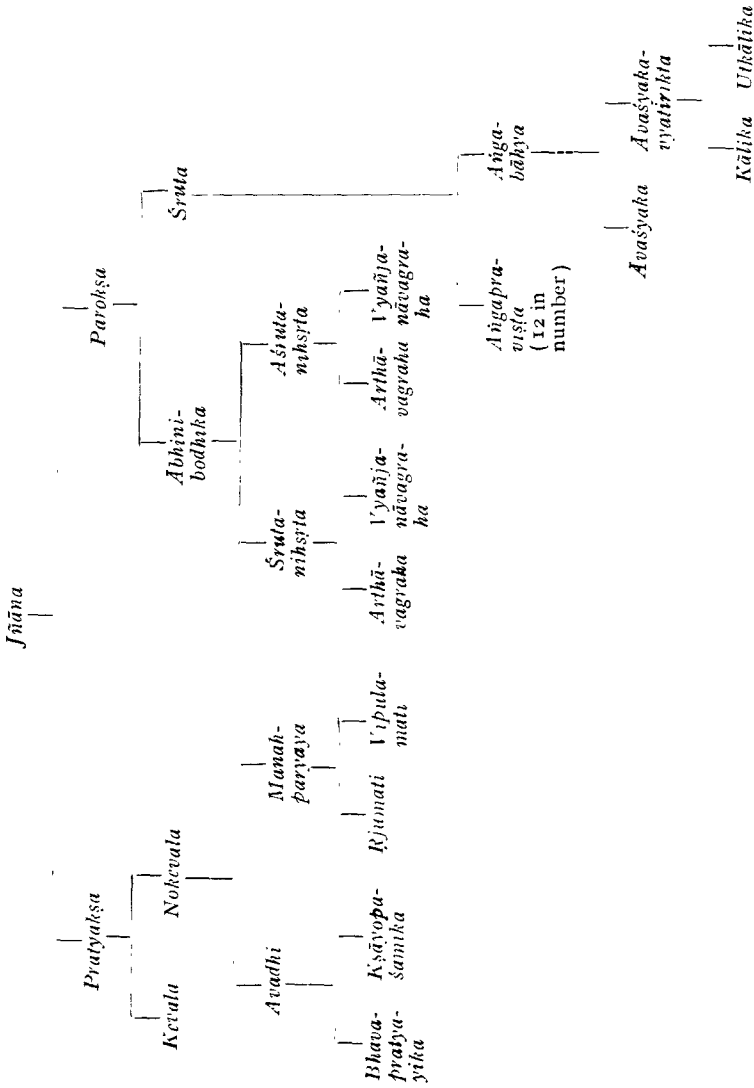 Jñāna
Pratyakṣa
Parokṣa
Kevala
Nokevala
Abhini-
bodhika
Śruta
Avadhi
Manaḥ-
paryaya
Śruta-
niḥsṛta
Aśruta-
niḥsṛta
Bhava-
pratya-
yika
Kṣāyopa-
śamika
Ṛjumati
Vipula-
mati
Arthā-
vagraha
Vyañja-
nāvagra-
ha
Arthā-
vagraha
Vyañja-
nāvagra-
ha
Aṅgapra-
viṣṭa
(12 in
number)
Aṅga-
bāhya
Avaśyaka
Avaśyaka-
vyatirikta
Kālika
Utkālika